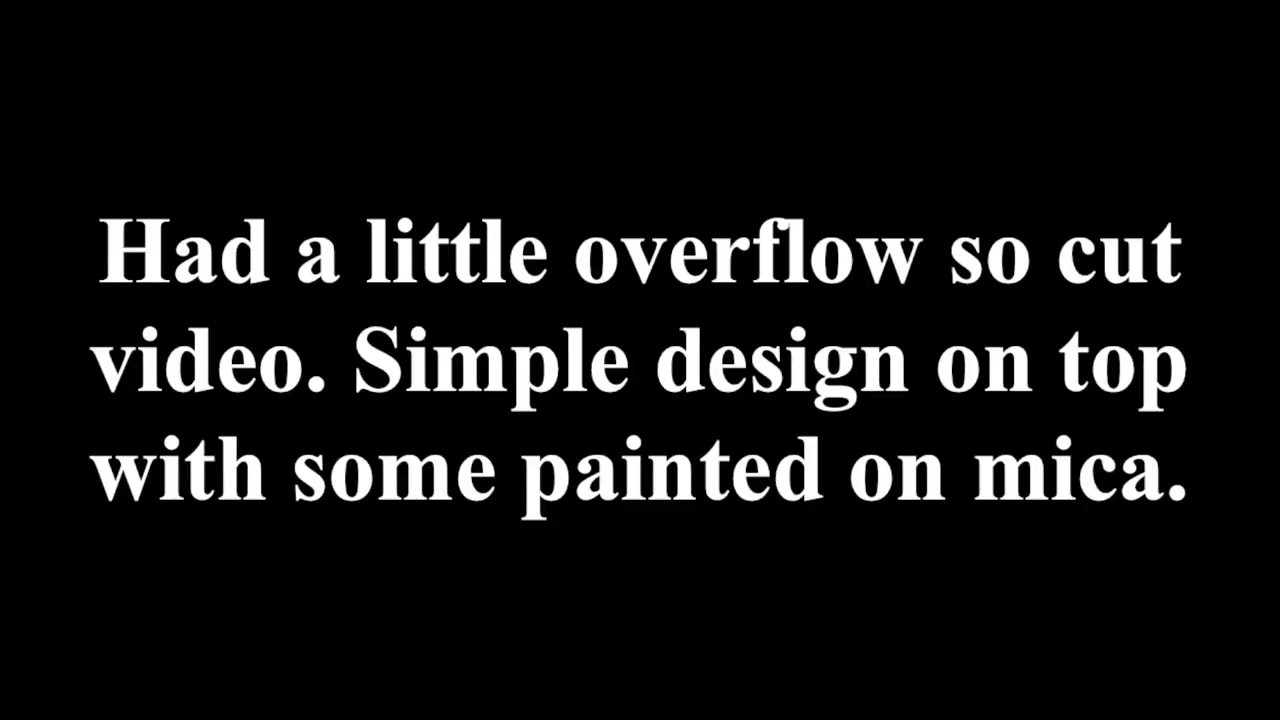 Had a little overflow so cut
video. Simple design on top
with some painted on mica.